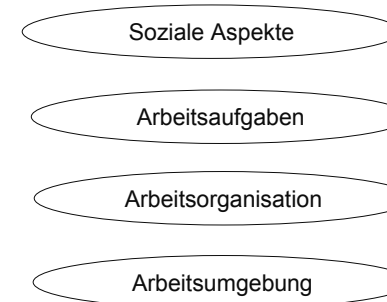 Soziale Aspekte
Arbeitsaufgaben
Arbeitsorganisation
Arbeitsumgebung